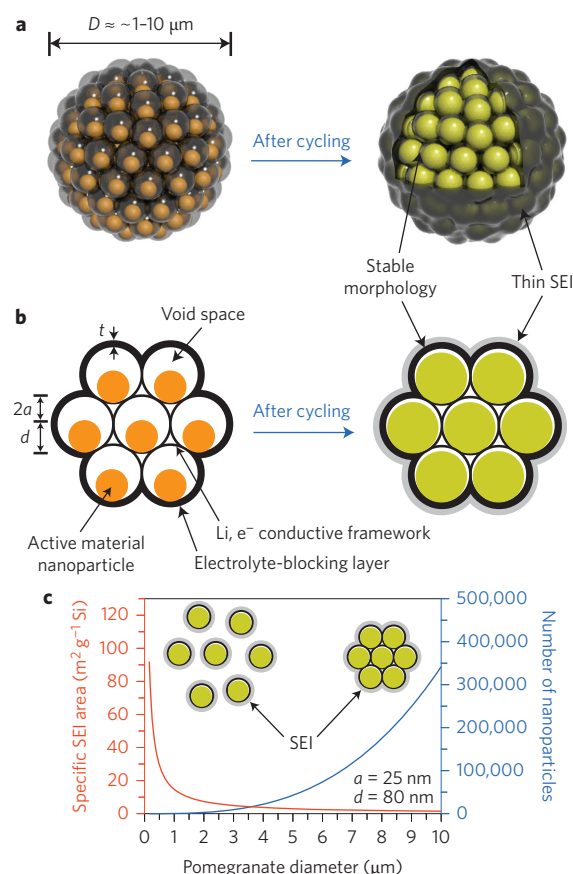 a
D ≈ ~1–10 μm
After cycling
Stable
morphology
Thin SEI
b
t
Void space
2a
d
After cycling
Li, e⁻ conductive framework
Active material
nanoparticle
Electrolyte-blocking layer
c
Specific SEI area (m² g⁻¹ Si)
130
100
80
60
40
20
0
SEI
a = 25 nm
d = 80 nm
500,000
400,000
300,000
200,000
100,000
0
Number of nanoparticles
0 1 2 3 4 5 6 7 8 9 10
Pomegranate diameter (μm)